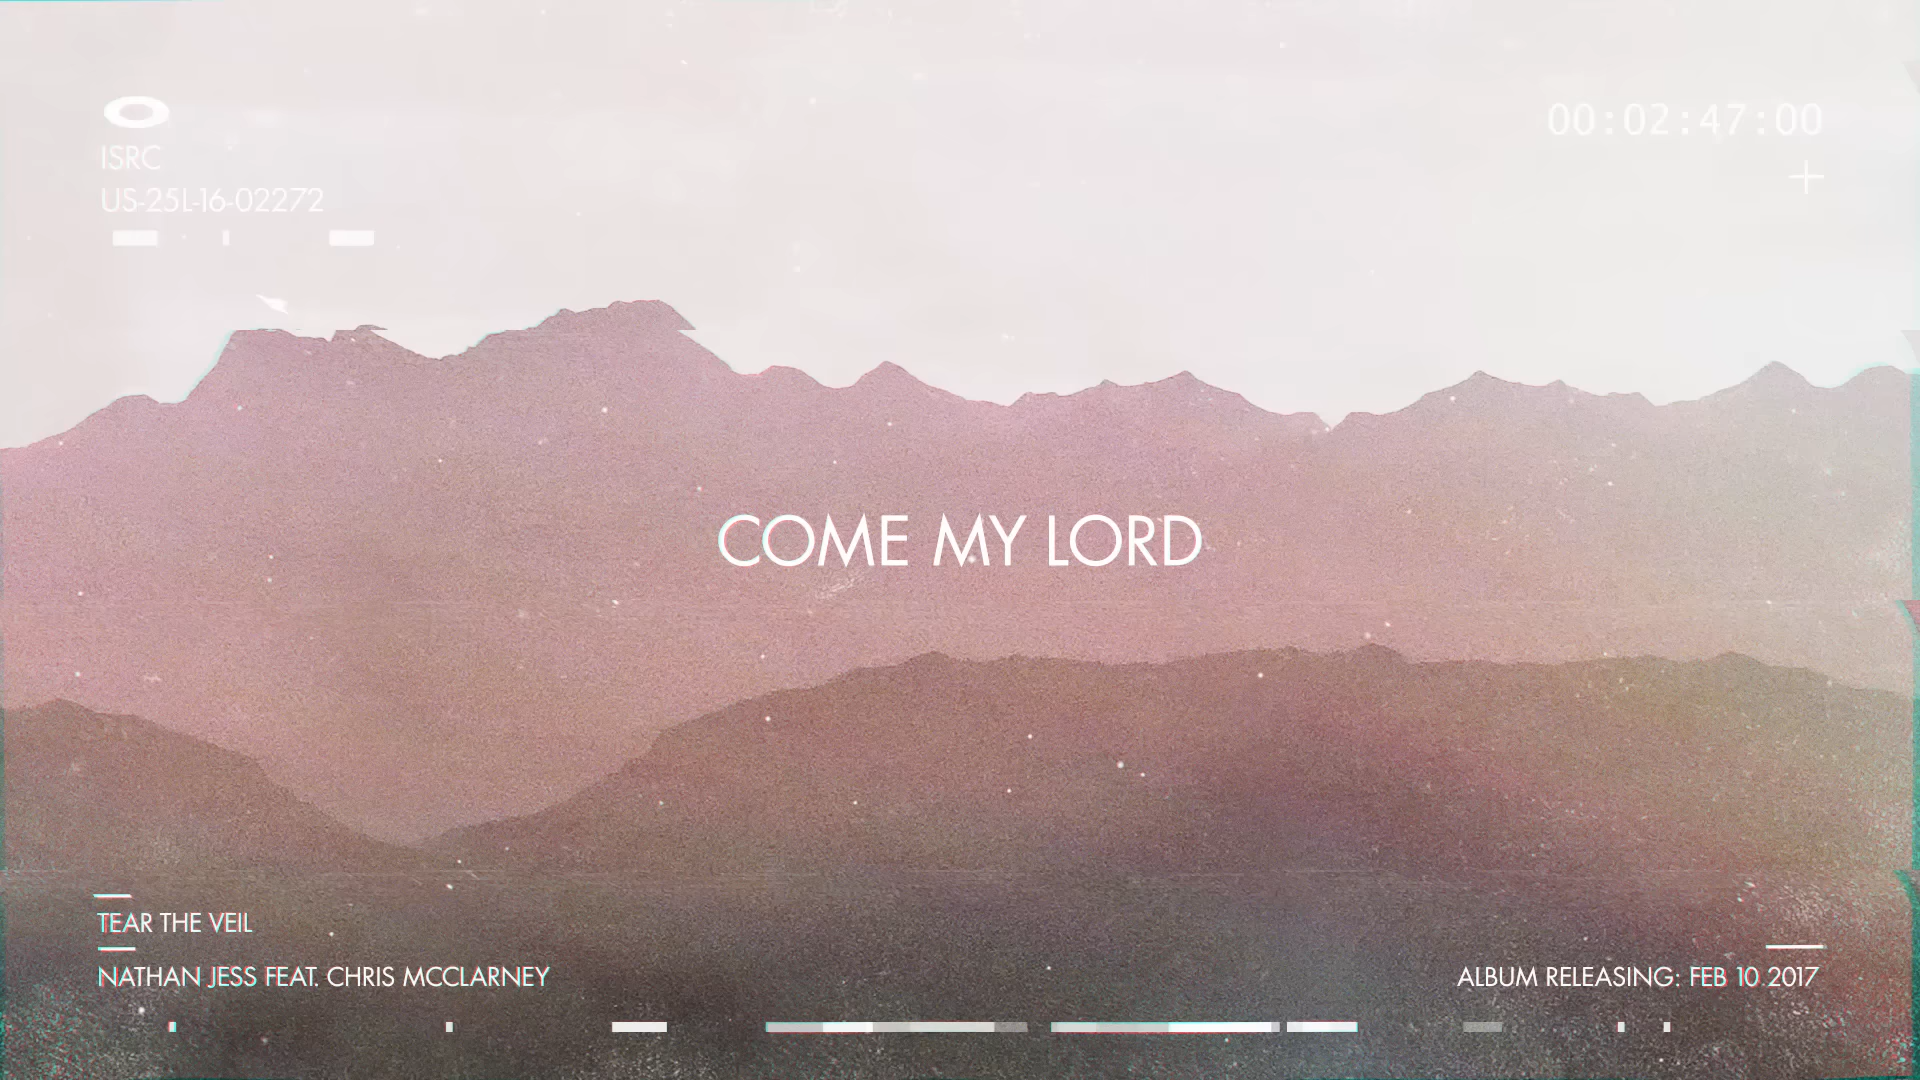 ISRC
US-25L-16-02272
00:02:47:00
COME MY LORD
TEAR THE VEIL
NATHAN JESS FEAT. CHRIS MCCLARNEY
ALBUM RELEASING: FEB 10 2017